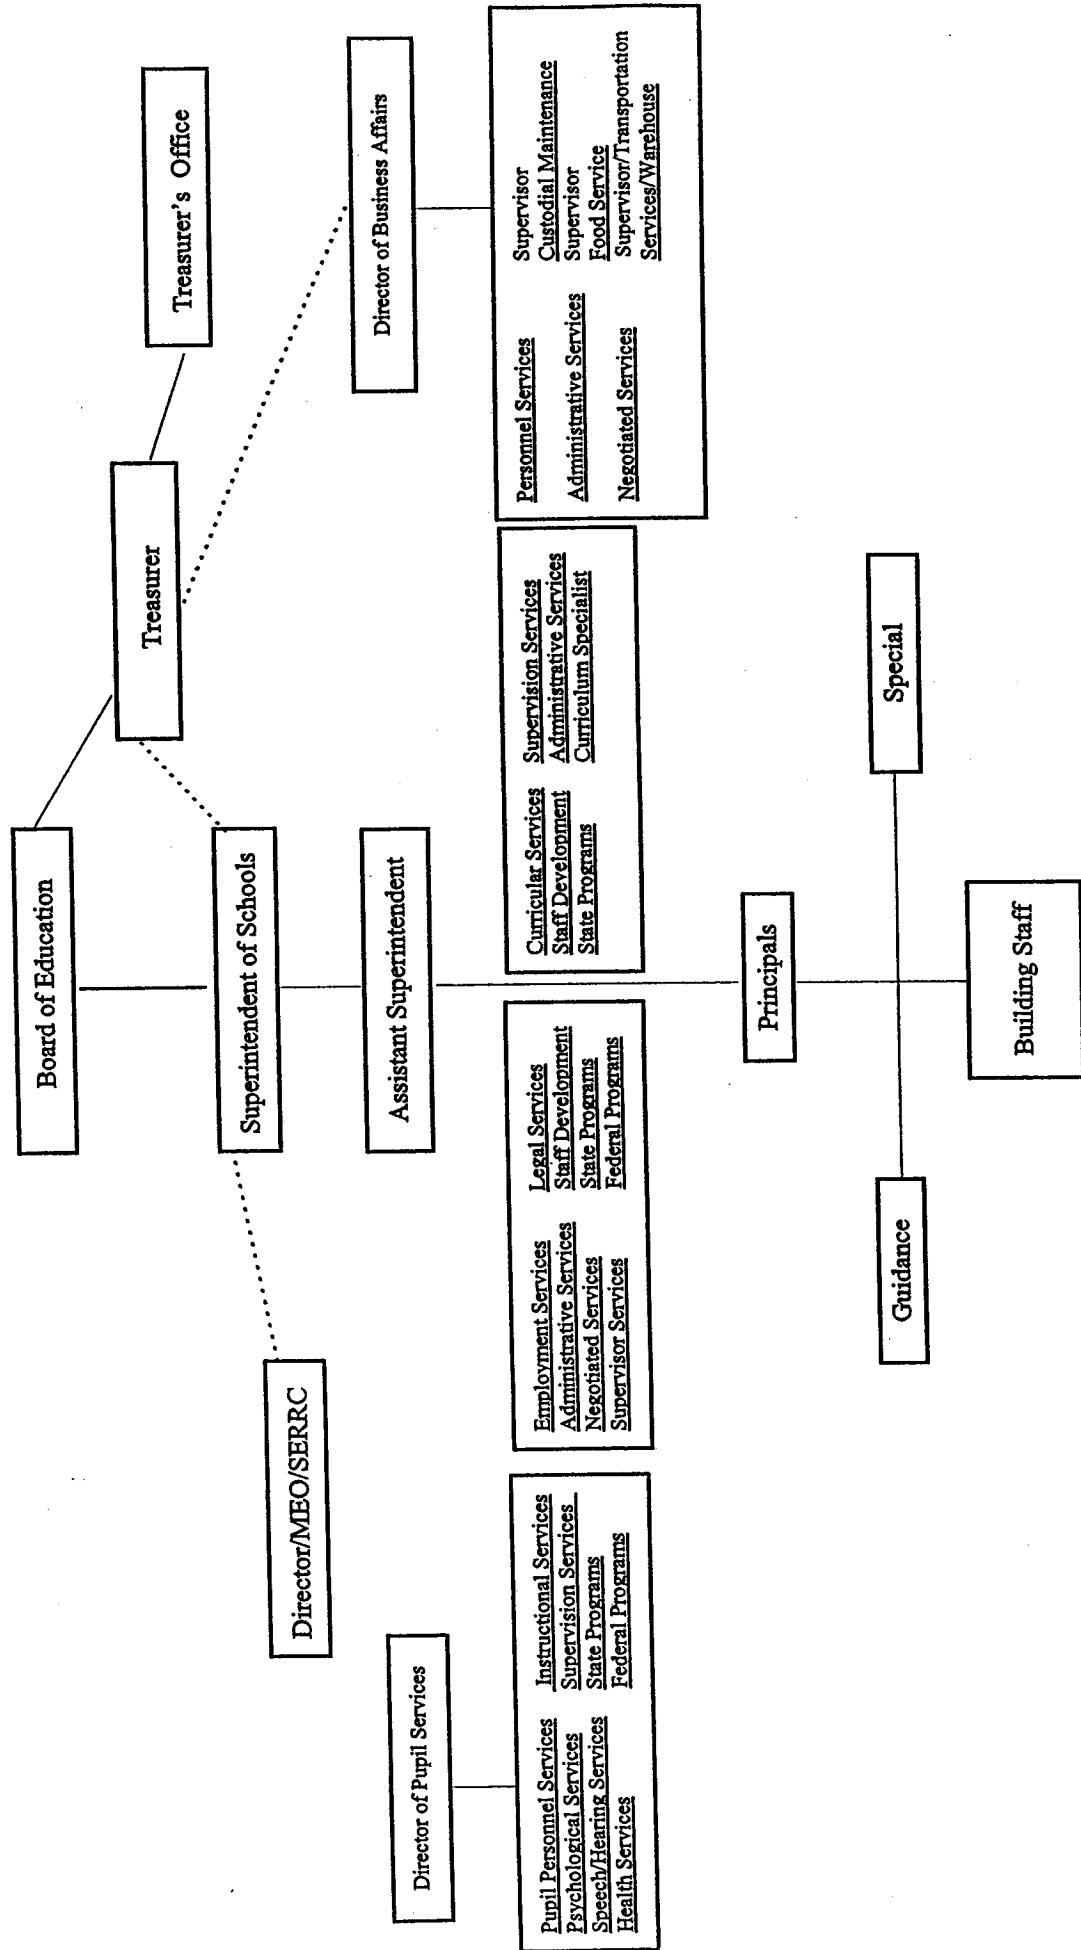 Board of Education
Treasurer
Treasurer's Office
Superintendent of Schools
Director/MEO/SERRC
Assistant Superintendent
Director of Business Affairs
Director of Pupil Services
Pupil Personnel Services
Psychological Services
Speech/Hearing Services
Health Services
Instructional Services
Supervision Services
State Programs
Federal Programs
Employment Services
Administrative Services
Negotiated Services
Supervisor Services
Legal Services
Staff Development
State Programs
Federal Programs
Curricular Services
Staff Development
State Programs
Supervision Services
Administrative Services
Curriculum Specialist
Personnel Services
Administrative Services
Negotiated Services
Supervisor
Custodial Maintenance
Supervisor
Food Service
Supervisor/Transportation
Services/Warehouse
Principals
Guidance
Special
Building Staff